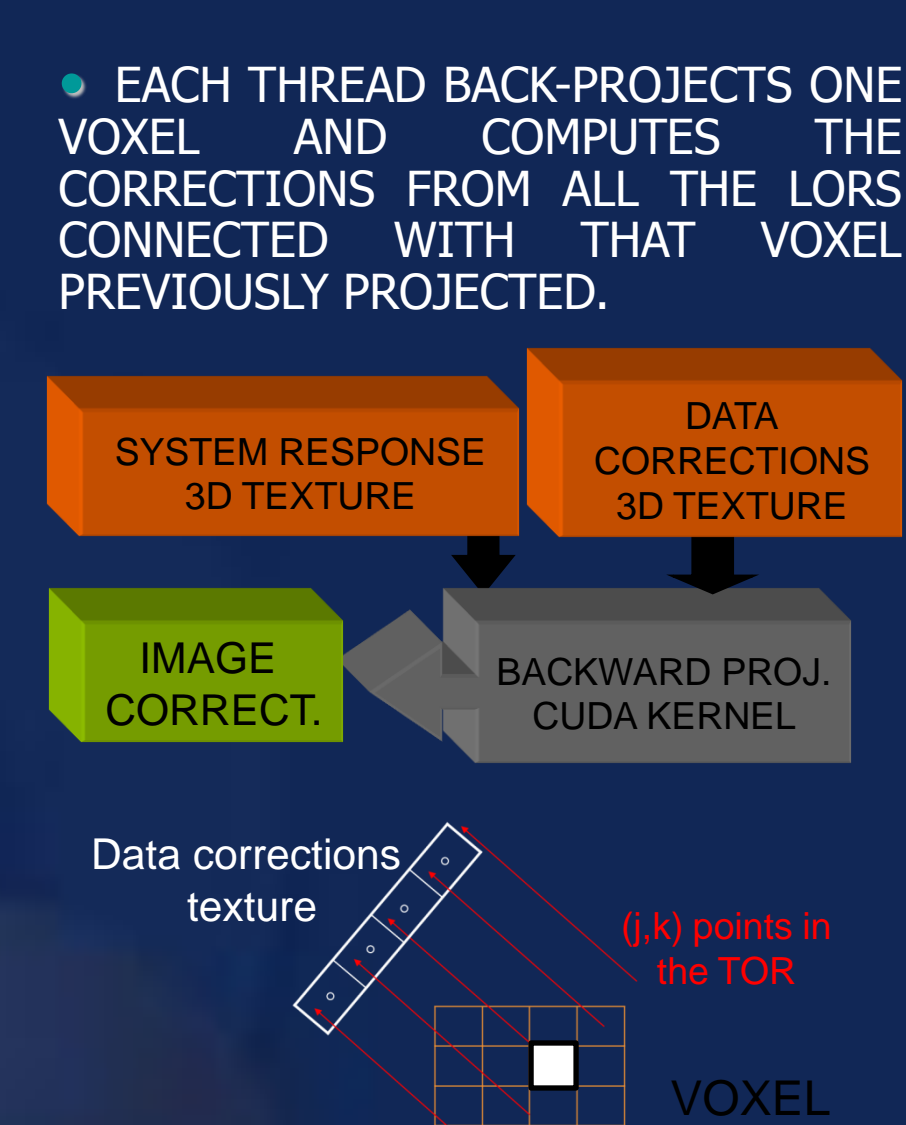 • EACH THREAD BACK-PROJECTS ONE
VOXEL AND COMPUTES THE
CORRECTIONS FROM ALL THE LORS
CONNECTED WITH THAT VOXEL
PREVIOUSLY PROJECTED.
SYSTEM RESPONSE
3D TEXTURE
DATA
CORRECTIONS
3D TEXTURE
IMAGE
CORRECT.
BACKWARD PROJ.
CUDA KERNEL
Data corrections
texture
(j,k) points in
the TOR
VOXEL